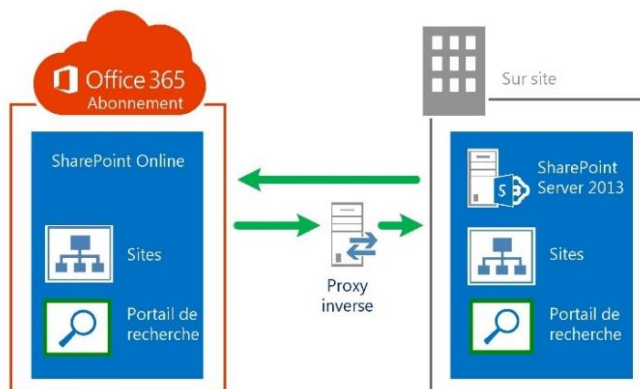 Office 365
Abonnement
SharePoint Online
Sites
Portail de
recherche
Proxy
inverse
Sur site
S
SharePoint
Server 2013
Sites
Portail de
recherche